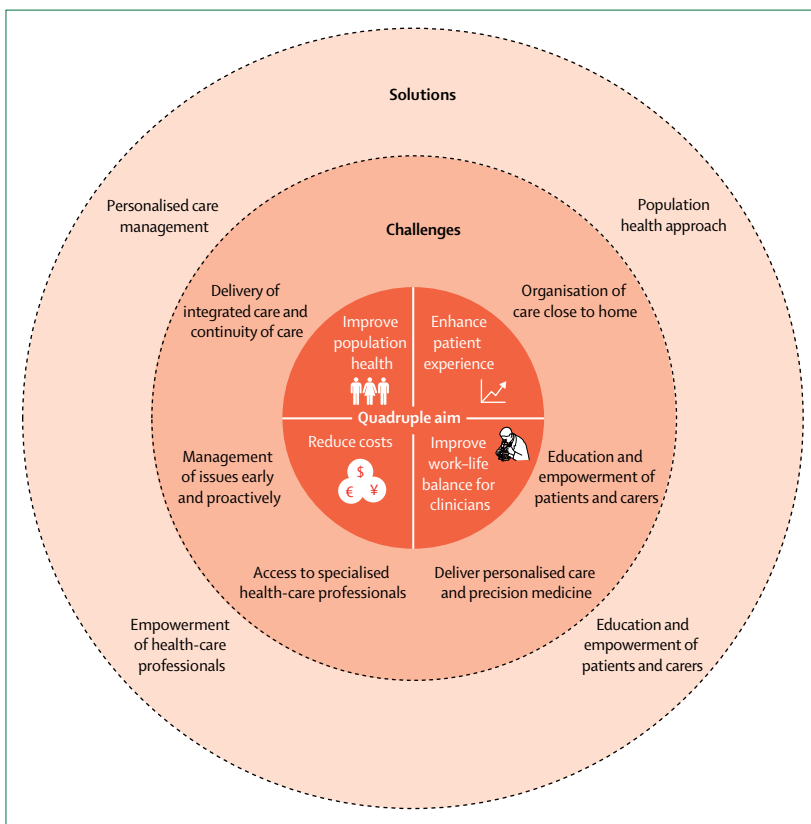 Solutions
Personalised care
management
Population
health approach
Challenges
Delivery of
integrated care and
continuity of care
Organisation of
care close to home
Improve
population
health
Enhance
patient
experience
Quadruple aim
Reduce costs
$
€
¥
Improve
work–life
balance for
clinicians
Management
of issues early
and proactively
Education and
empowerment of
patients and carers
Access to specialised
health-care professionals
Deliver personalised care
and precision medicine
Empowerment
of health-care
professionals
Education and
empowerment of
patients and carers